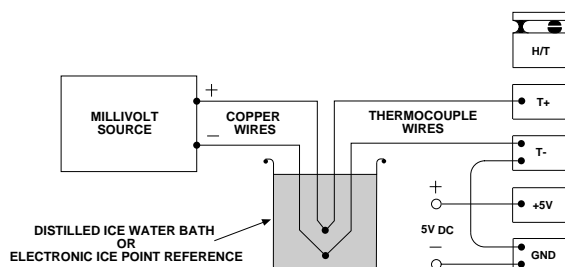 H/T
MILLIVOLT
SOURCE
+
−
COPPER
WIRES
THERMOCOUPLE
WIRES
T+
T-
+
5V DC
−
+5V
GND
DISTILLED ICE WATER BATH
OR
ELECTRONIC ICE POINT REFERENCE